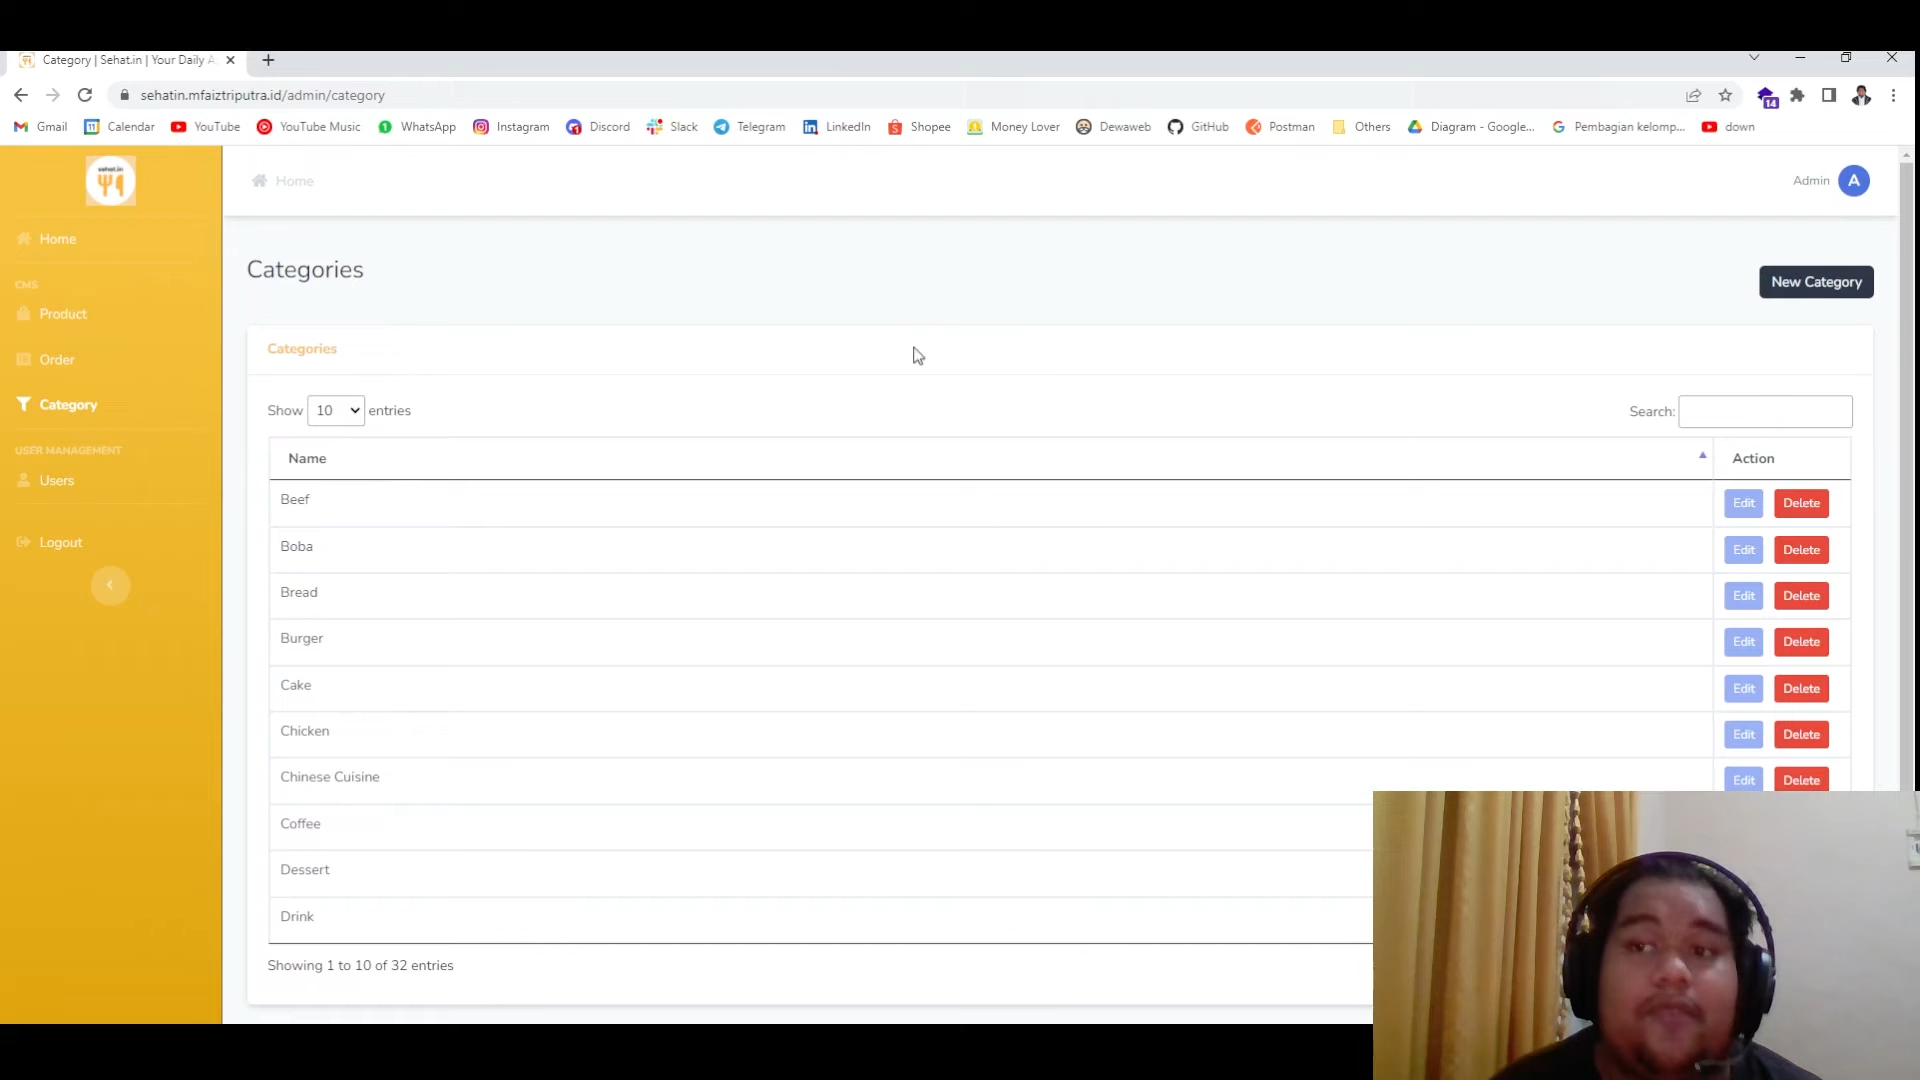 Category | Sehat.in | Your Daily A
sehatin.mfaiztriputra.id/admin/category
14
Gmail Calendar YouTube YouTube Music WhatsApp Instagram Discord Slack Telegram LinkedIn Shopee Money Lover Dewaweb GitHub Postman Others Diagram - Google... Pembagian kelomp... down
sehat.in
Home
Admin A
Home
CMS
Product
Order
Category
USER MANAGEMENT
Users
Logout
Categories
New Category
Categories
Show 10 entries
Search:
Name Action
Beef Edit Delete
Boba Edit Delete
Bread Edit Delete
Burger Edit Delete
Cake Edit Delete
Chicken Edit Delete
Chinese Cuisine Edit Delete
Coffee
Dessert
Drink
Showing 1 to 10 of 32 entries